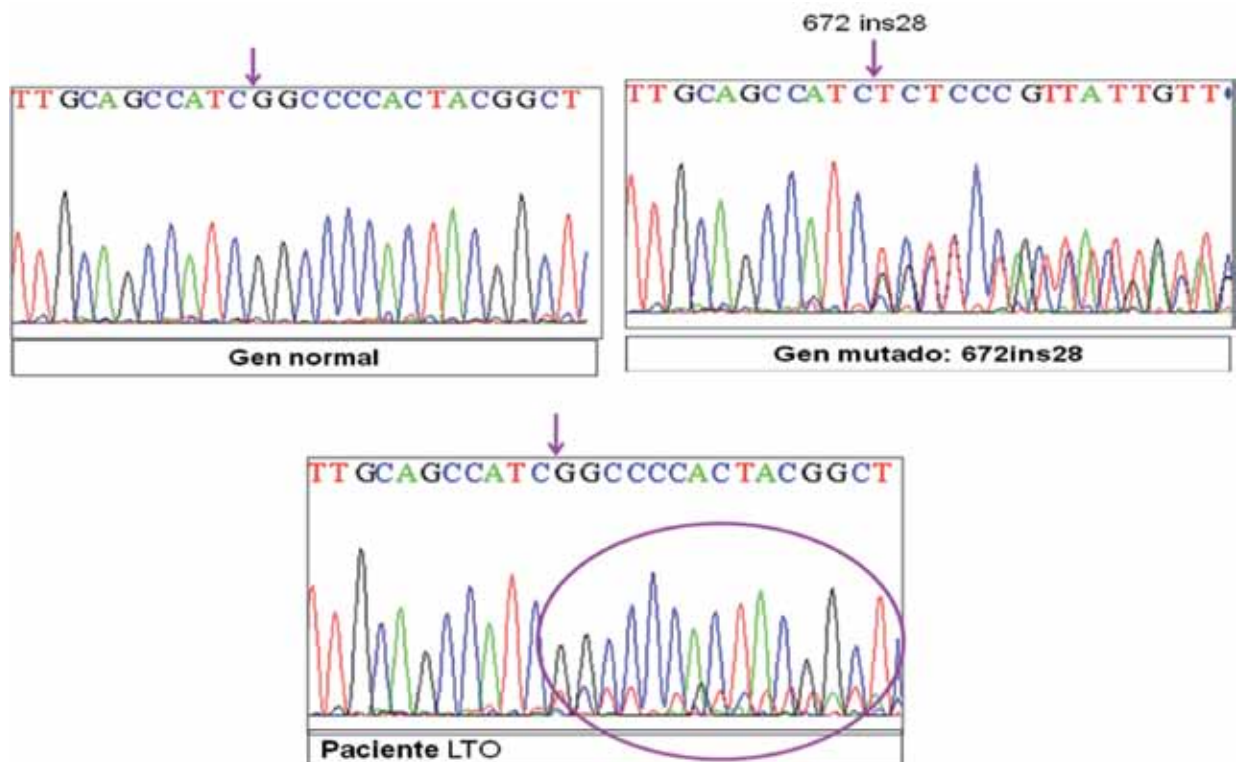 672 ins28
TTGCAGCCATCGGCCCCACTACGGCT
TTGCAGCCATCTCTCCCGTTATTGTT
Gen normal
Gen mutado: 672ins28
TTGCAGCCATCGGCCCCACTACGGCT
Paciente LTO